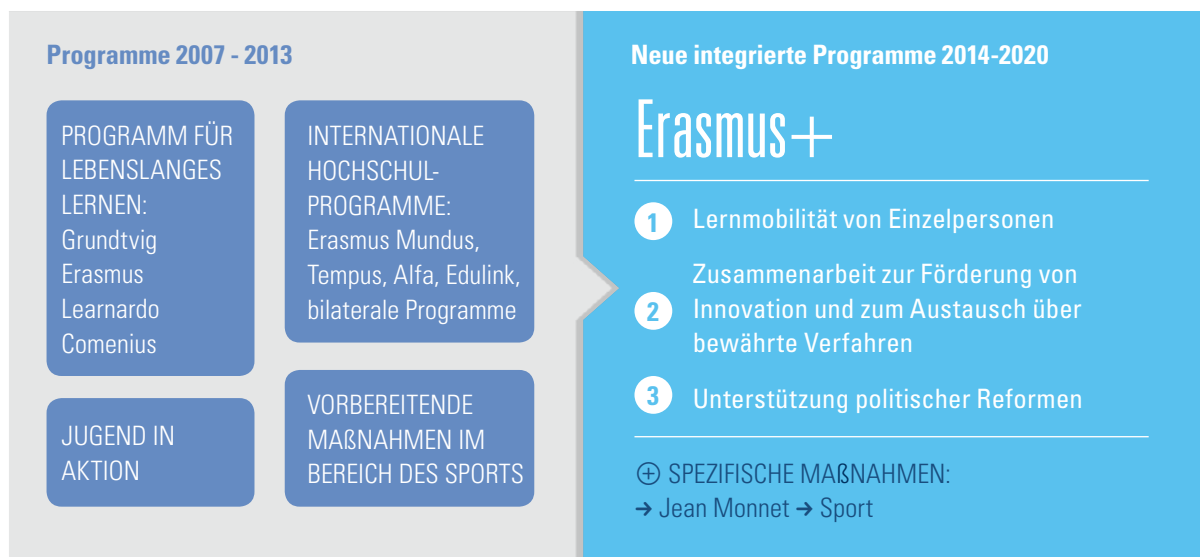 Programme 2007 - 2013
PROGRAMM FÜR
LEBENSLANGES
LERNEN:
Grundtvig
Erasmus
Learnardo
Comenius
INTERNATIONALE
HOCHSCHUL-
PROGRAMME:
Erasmus Mundus,
Tempus, Alfa, Edulink,
bilaterale Programme
JUGEND IN
AKTION
VORBEREITENDE
MAßNAHMEN IM
BEREICH DES SPORTS
Neue integrierte Programme 2014-2020
Erasmus+
1 Lernmobilität von Einzelpersonen
2 Zusammenarbeit zur Förderung von
Innovation und zum Austausch über
bewährte Verfahren
3 Unterstützung politischer Reformen
⊕ SPEZIFISCHE MAßNAHMEN:
→ Jean Monnet → Sport